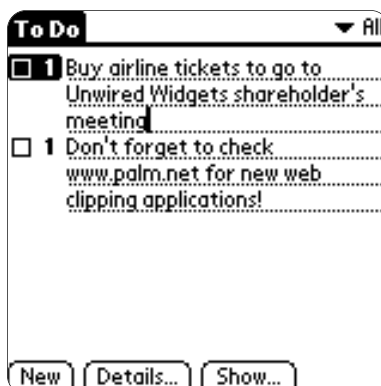 To Do
All
1 Buy airline tickets to go to
Unwired Widgets shareholder's
meeting
1 Don't forget to check
www.palm.net for new web
clipping applications!
New Details... Show...